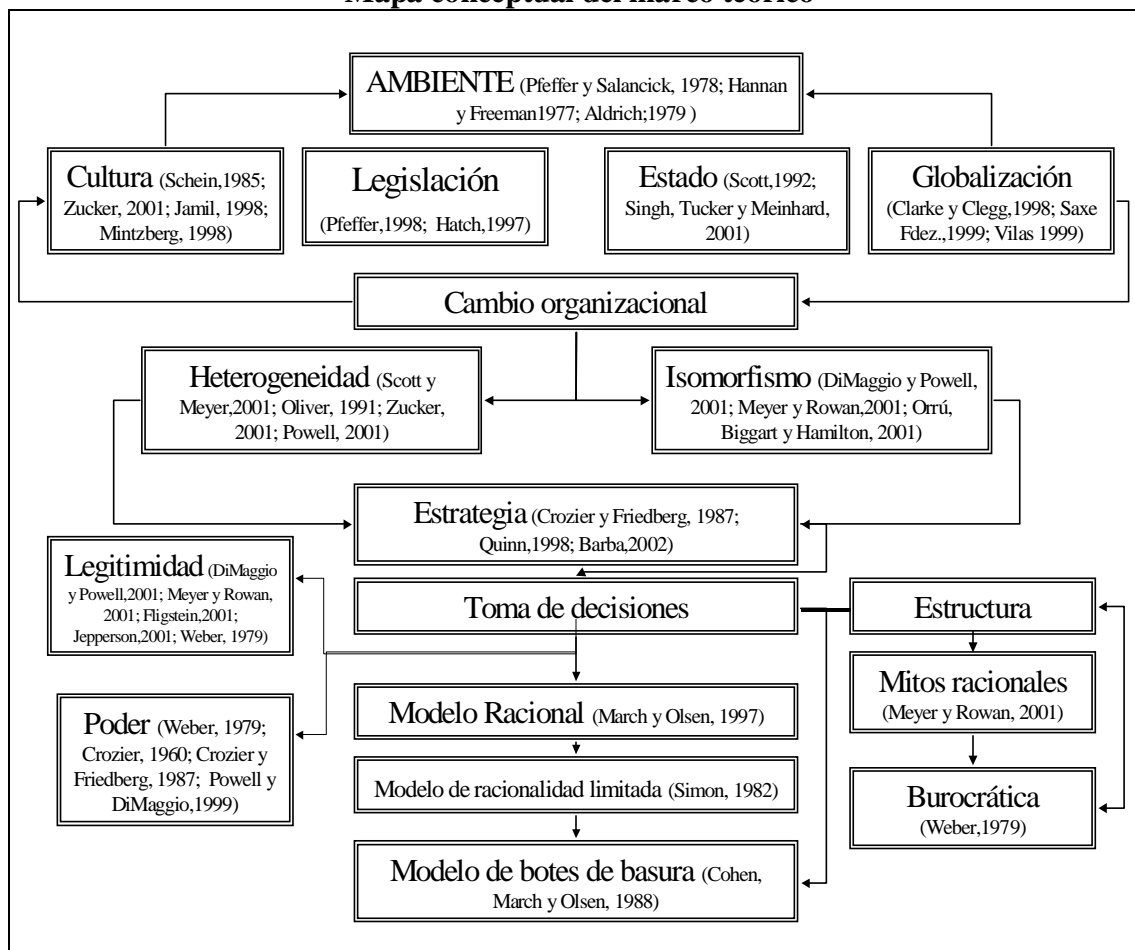 Mapa conceptual del marco teórico
AMBIENTE (Pfeffer y Salancick, 1978; Hannan
y Freeman1977; Aldrich;1979 )
Cultura (Schein,1985;
Zucker, 2001; Jamil, 1998;
Mintzberg, 1998)
Legislación
(Pfeffer,1998; Hatch,1997)
Estado (Scott,1992;
Singh, Tucker y Meinhard,
2001)
Globalización
(Clarke y Clegg,1998; Saxe
Fdez.,1999; Vilas 1999)
Cambio organizacional
Heterogeneidad (Scott y
Meyer,2001; Oliver, 1991; Zucker,
2001; Powell, 2001)
Isomorfismo (DiMaggio y Powell,
2001; Meyer y Rowan,2001; Orrú,
Biggart y Hamilton, 2001)
Estrategia (Crozier y Friedberg, 1987;
Quinn,1998; Barba,2002)
Legitimidad (DiMaggio
y Powell,2001; Meyer y Rowan,
2001; Fligstein,2001;
Jepperson,2001; Weber, 1979)
Toma de decisiones
Estructura
Poder (Weber, 1979;
Crozier, 1960; Crozier y
Friedberg, 1987; Powell y
DiMaggio,1999)
Modelo Racional (March y Olsen, 1997)
Mitos racionales
(Meyer y Rowan, 2001)
Modelo de racionalidad limitada (Simon, 1982)
Burocrática
(Weber,1979)
Modelo de botes de basura (Cohen,
March y Olsen, 1988)